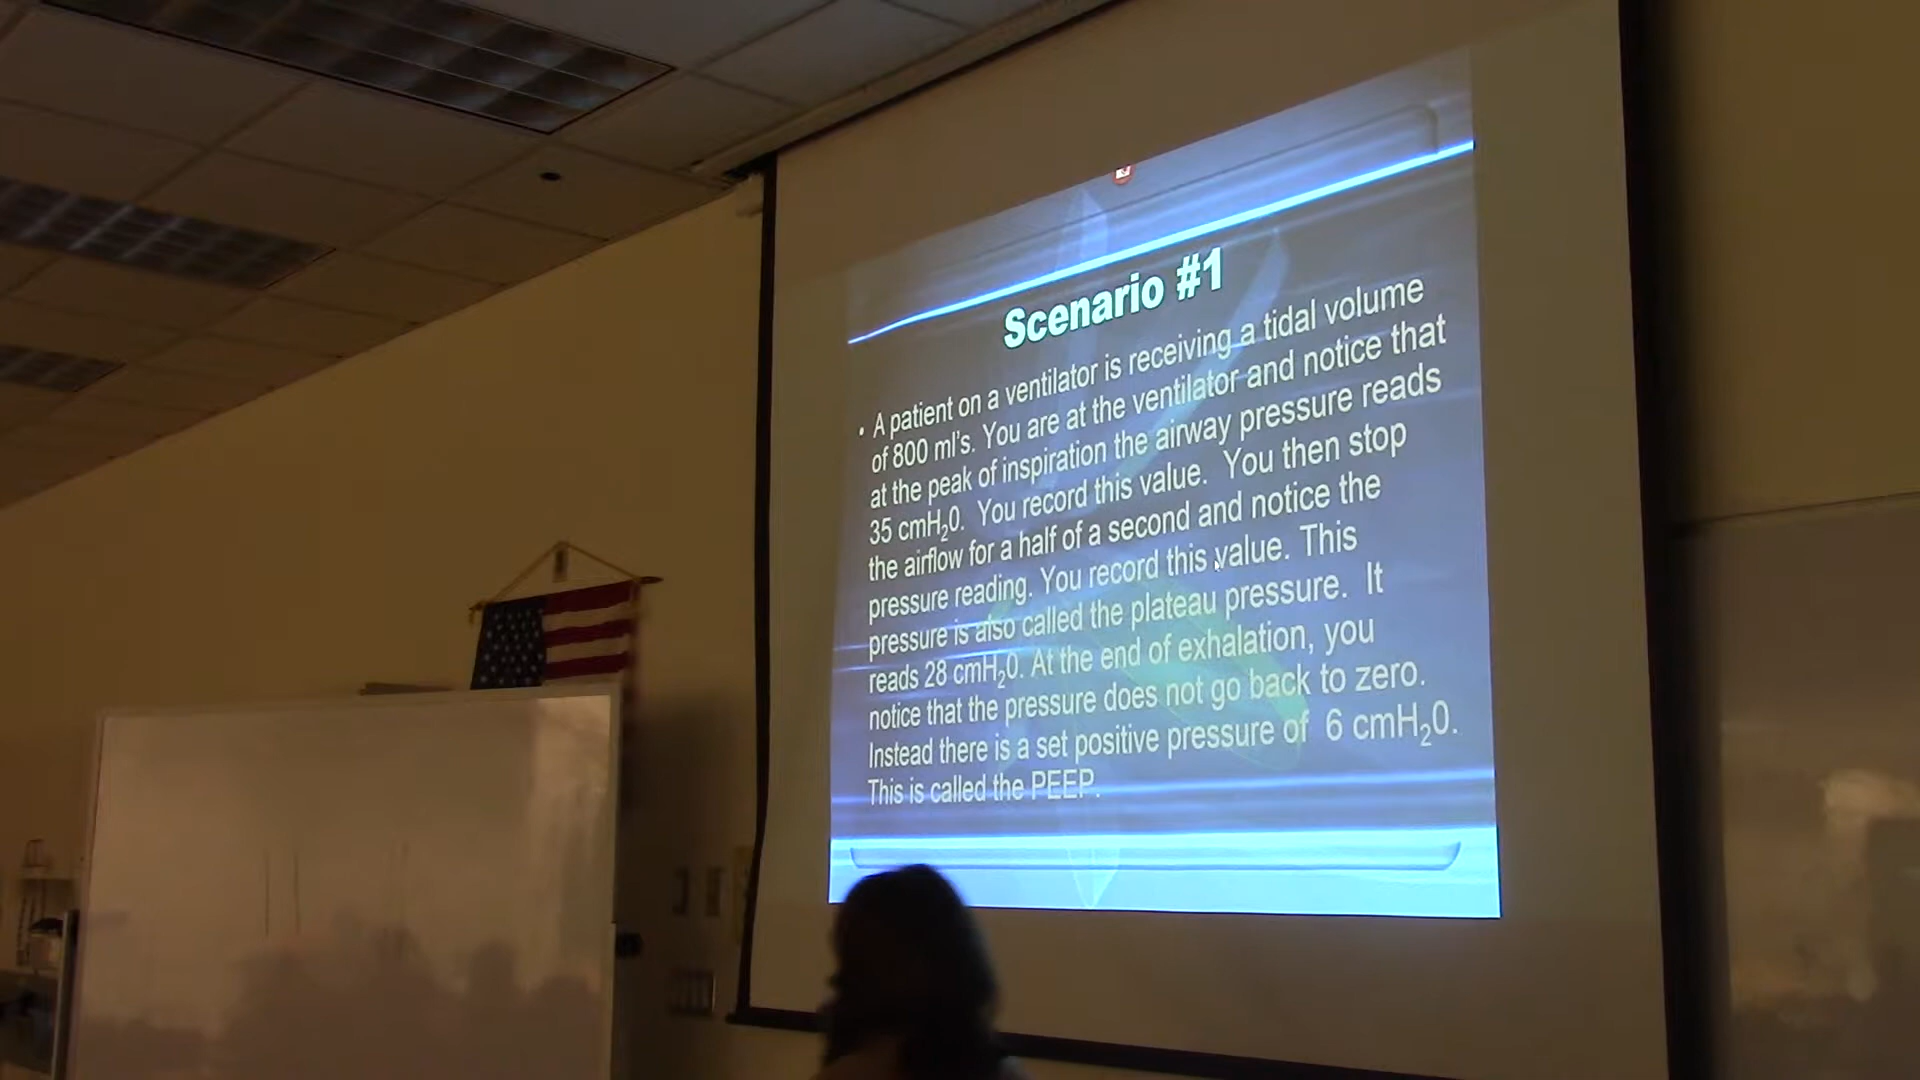 Scenario #1
• A patient on a ventilator is receiving a tidal volume
of 800 ml's. You are at the ventilator and notice that
at the peak of inspiration the airway pressure reads
35 cmH₂0. You record this value. You then stop
the airflow for a half of a second and notice the
pressure reading. You record this value. This
pressure is also called the plateau pressure. It
reads 28 cmH₂0. At the end of exhalation, you
notice that the pressure does not go back to zero.
Instead there is a set positive pressure of 6 cmH₂0.
This is called the PEEP.